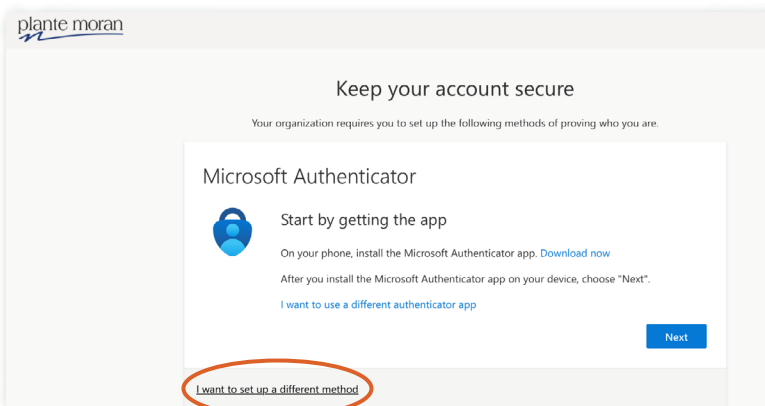 plante moran
Keep your account secure
Your organization requires you to set up the following methods of proving who you are.
Microsoft Authenticator
Start by getting the app
On your phone, install the Microsoft Authenticator app. Download now
After you install the Microsoft Authenticator app on your device, choose "Next".
I want to use a different authenticator app
Next
I want to set up a different method